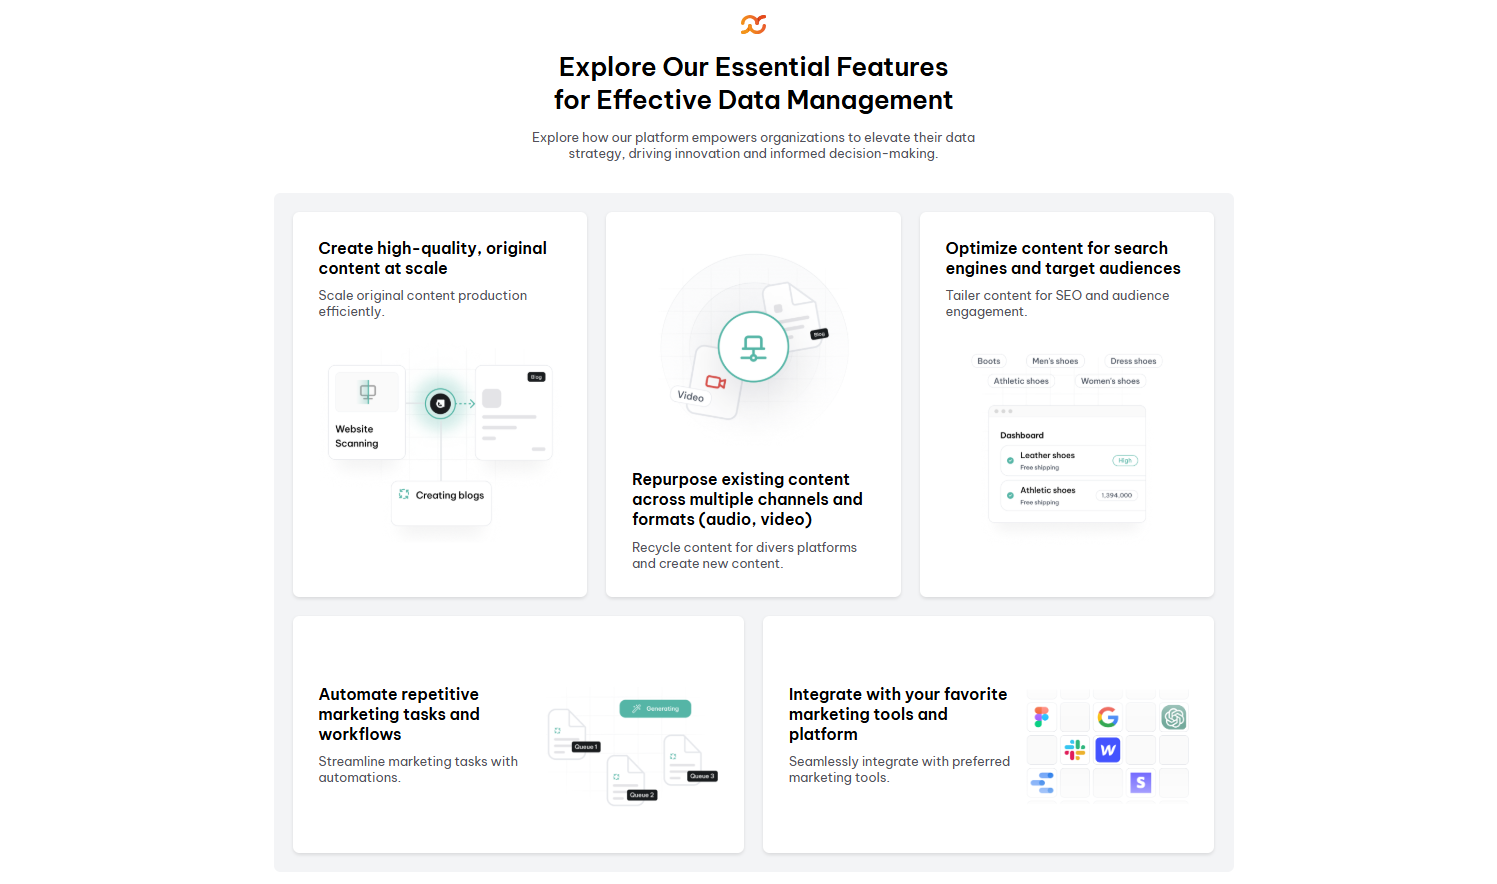 Explore Our Essential Features
for Effective Data Management
Explore how our platform empowers organizations to elevate their data
strategy, driving innovation and informed decision-making.
Create high-quality, original
content at scale
Scale original content production
efficiently.
Blog
Website
Scanning
Creating blogs
Blog
Video
Repurpose existing content
across multiple channels and
formats (audio, video)
Recycle content for divers platforms
and create new content.
Optimize content for search
engines and target audiences
Tailer content for SEO and audience
engagement.
Boots
Men's shoes
Dress shoes
Athletic shoes
Women's shoes
Dashboard
Leather shoes
Free shipping
High
Athletic shoes
Free shipping
1,394,000
Automate repetitive
marketing tasks and
workflows
Streamline marketing tasks with
automations.
Generating
Queue 1
Queue 2
Queue 3
Integrate with your favorite
marketing tools and
platform
Seamlessly integrate with preferred
marketing tools.